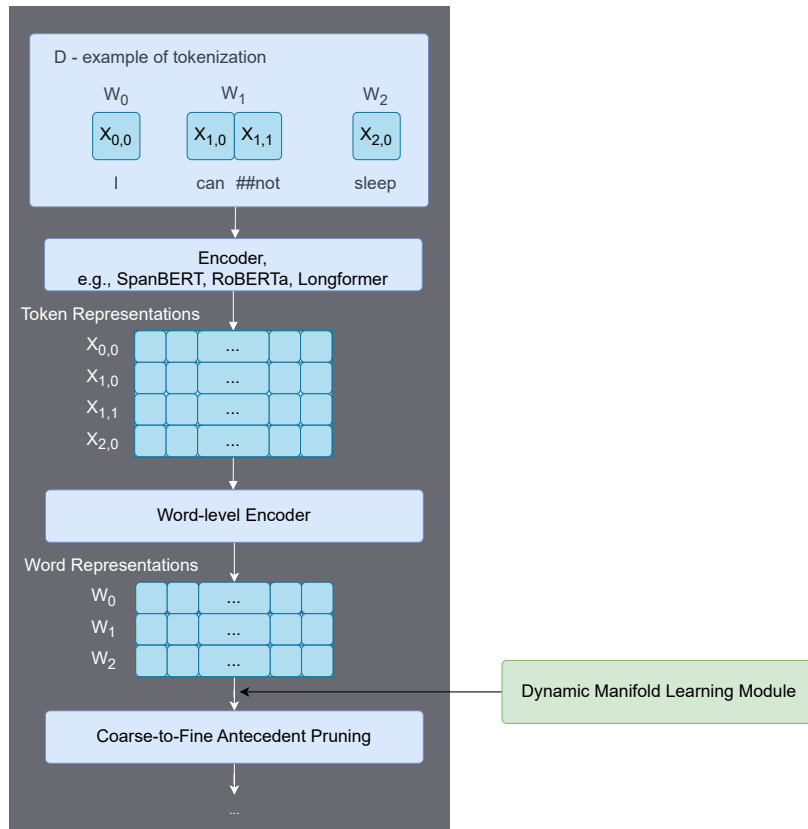 D - example of tokenization
W0 W1 W2
X0,0 X1,0 X1,1 X2,0
I can ##not sleep
Encoder,
e.g., SpanBERT, RoBERTa, Longformer
Token Representations
X0,0 ...
X1,0 ...
X1,1 ...
X2,0 ...
Word-level Encoder
Word Representations
W0 ...
W1 ...
W2 ...
Dynamic Manifold Learning Module
Coarse-to-Fine Antecedent Pruning
...